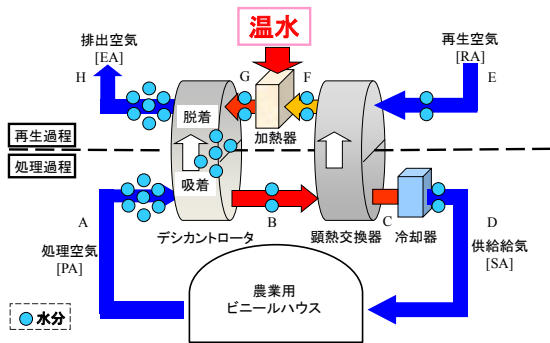 温水
排出空気
[EA]
H
再生空気
[RA]
E
G
F
脱着
加熱器
再生過程
処理過程
吸着
A
B
C
D
処理空気
[PA]
デシカントロータ
顕熱交換器
冷却器
供給給気
[SA]
農業用
ビニールハウス
水分